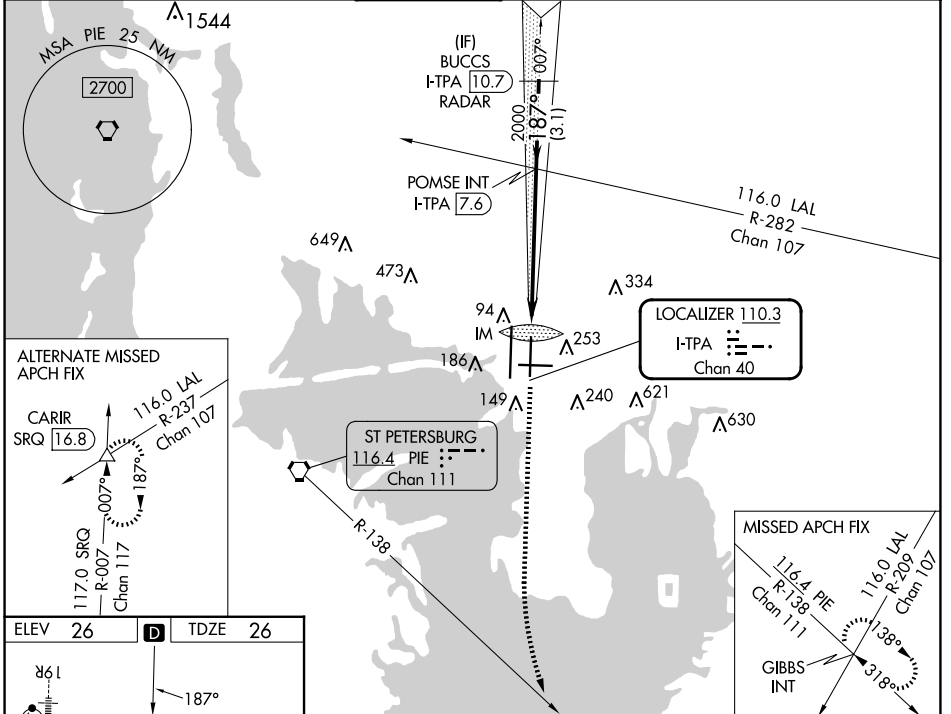 1544
MSA PIE 25 NM
2700
(IF)
BUCCS
I-TPA 10.7
RADAR
007°
2000
187°
(3.1)
POMSE INT
I-TPA 7.6
116.0 LAL
R-282
Chan 107
649
473
334
94
IM
253
186
149
240
621
630
LOCALIZER 110.3
I-TPA
Chan 40
ALTERNATE MISSED
APCH FIX
CARIR
SRQ 16.8
116.0 LAL
R-237
Chan 107
007°
187°
117.0 SRQ
R-007
Chan 117
ST PETERSBURG
116.4 PIE
Chan 111
R-138
MISSED APCH FIX
116.4 PIE
R-138
Chan 111
116.0 LAL
R-209
Chan 107
GIBBS
INT
138°
318°
ELEV 26
D
TDZE 26
19R
187°